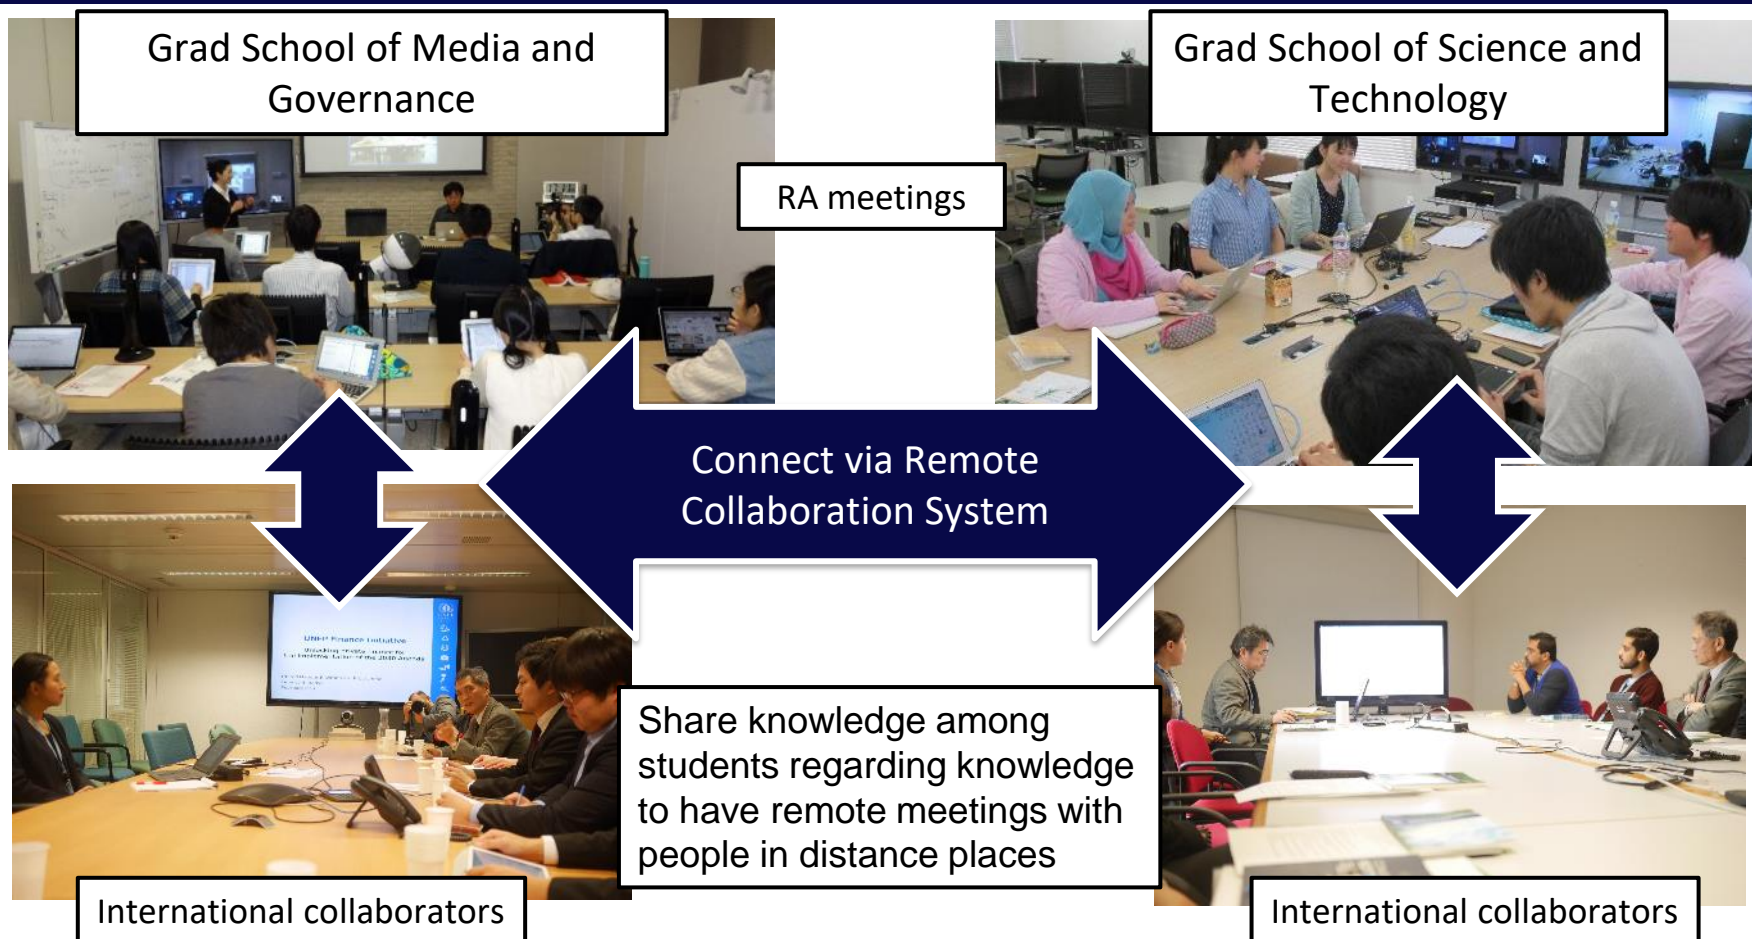 Grad School of Media and
Governance
Grad School of Science and
Technology
RA meetings
Connect via Remote
Collaboration System
UNEP Finance Initiative
Share knowledge among
students regarding knowledge
to have remote meetings with
people in distance places
International collaborators
International collaborators